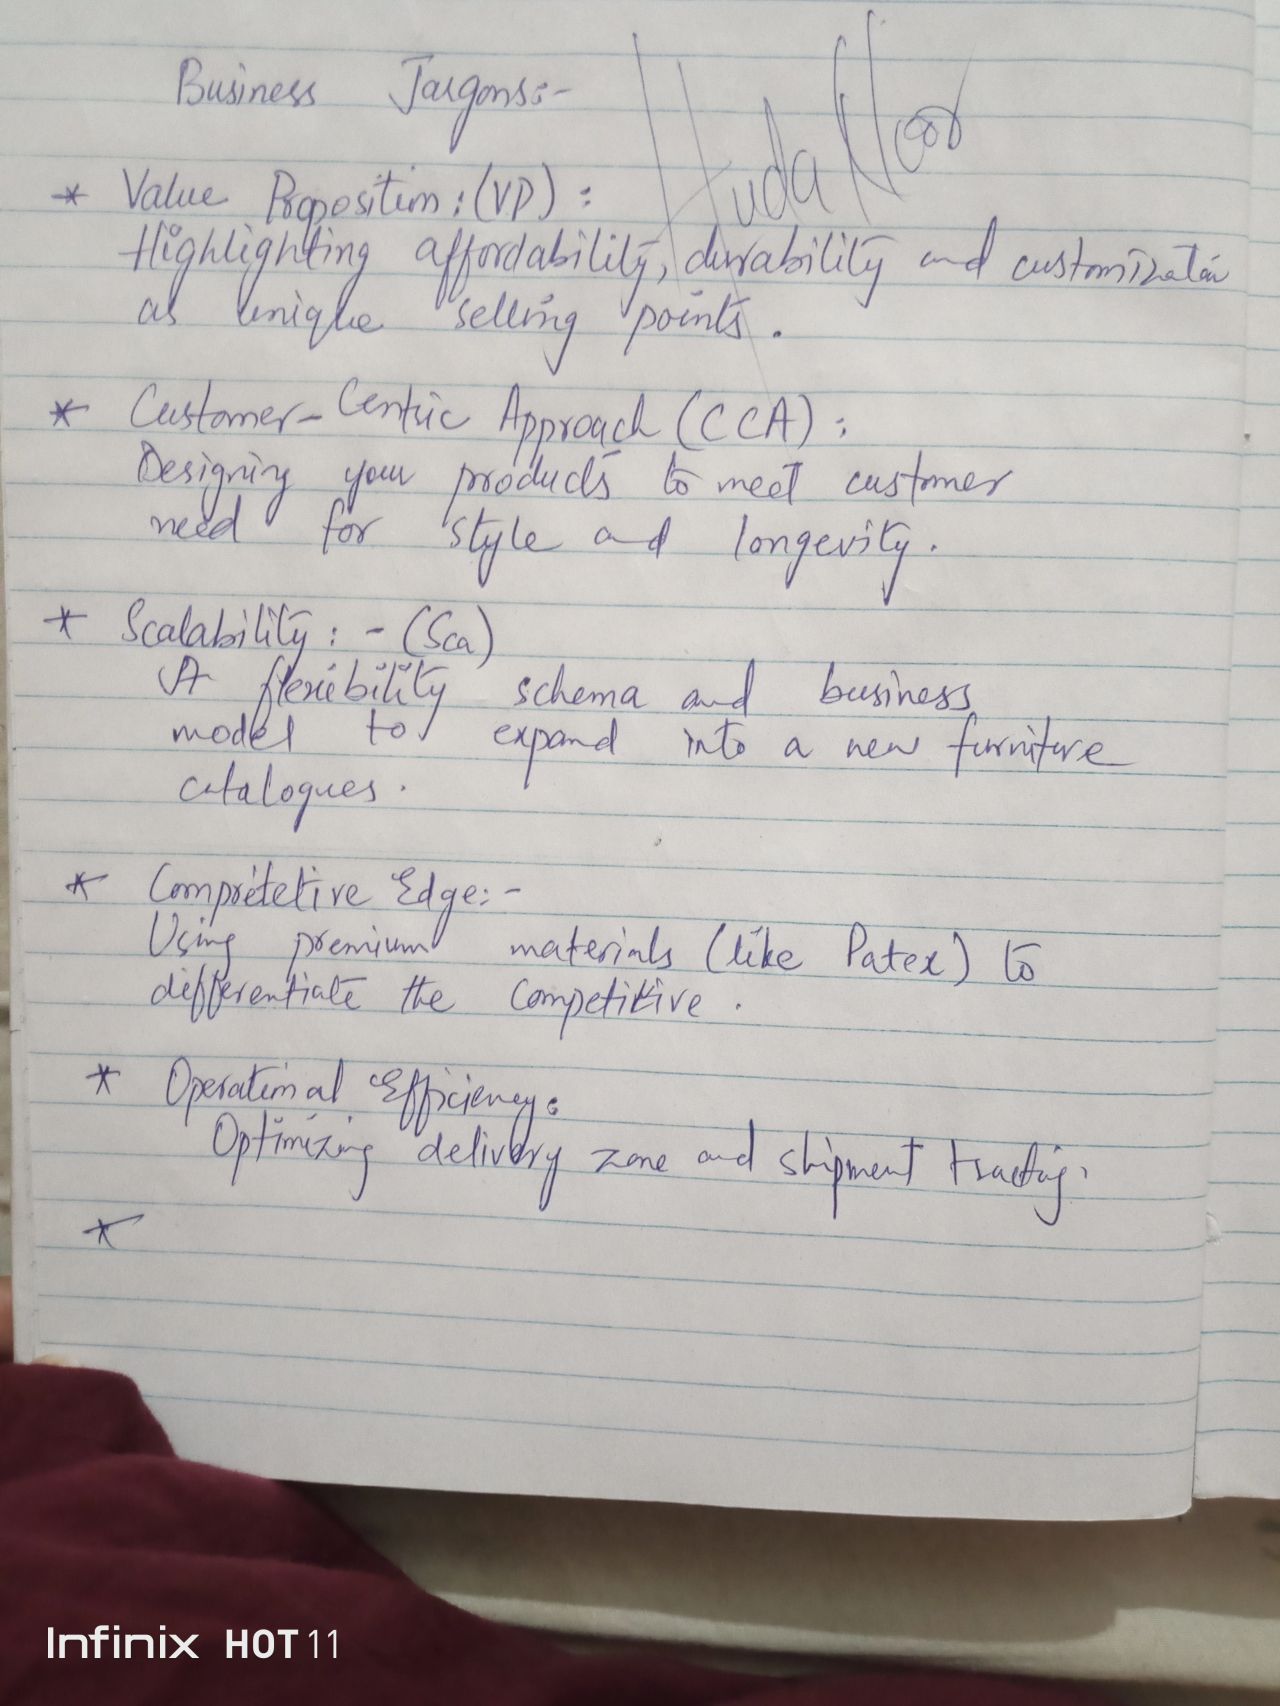 Business Jargons:-
Huda Noor
* Value Proposition: (VP) :
Highlighting affordability, durability and customization
as unique selling points.
* Customer-Centric Approach (CCA) :
Designing your products to meet customer
need for style and longevity.
* Scalability: - (Sca)
A flexibility schema and business
model to expand into a new furniture
catalogues.
* Compretetive Edge:-
Using premium materials (like Patex) to
differentiate the competitive.
* Operational Efficiency:
Optimizing delivery zone and shipment tracting.
*
Infinix HOT 11